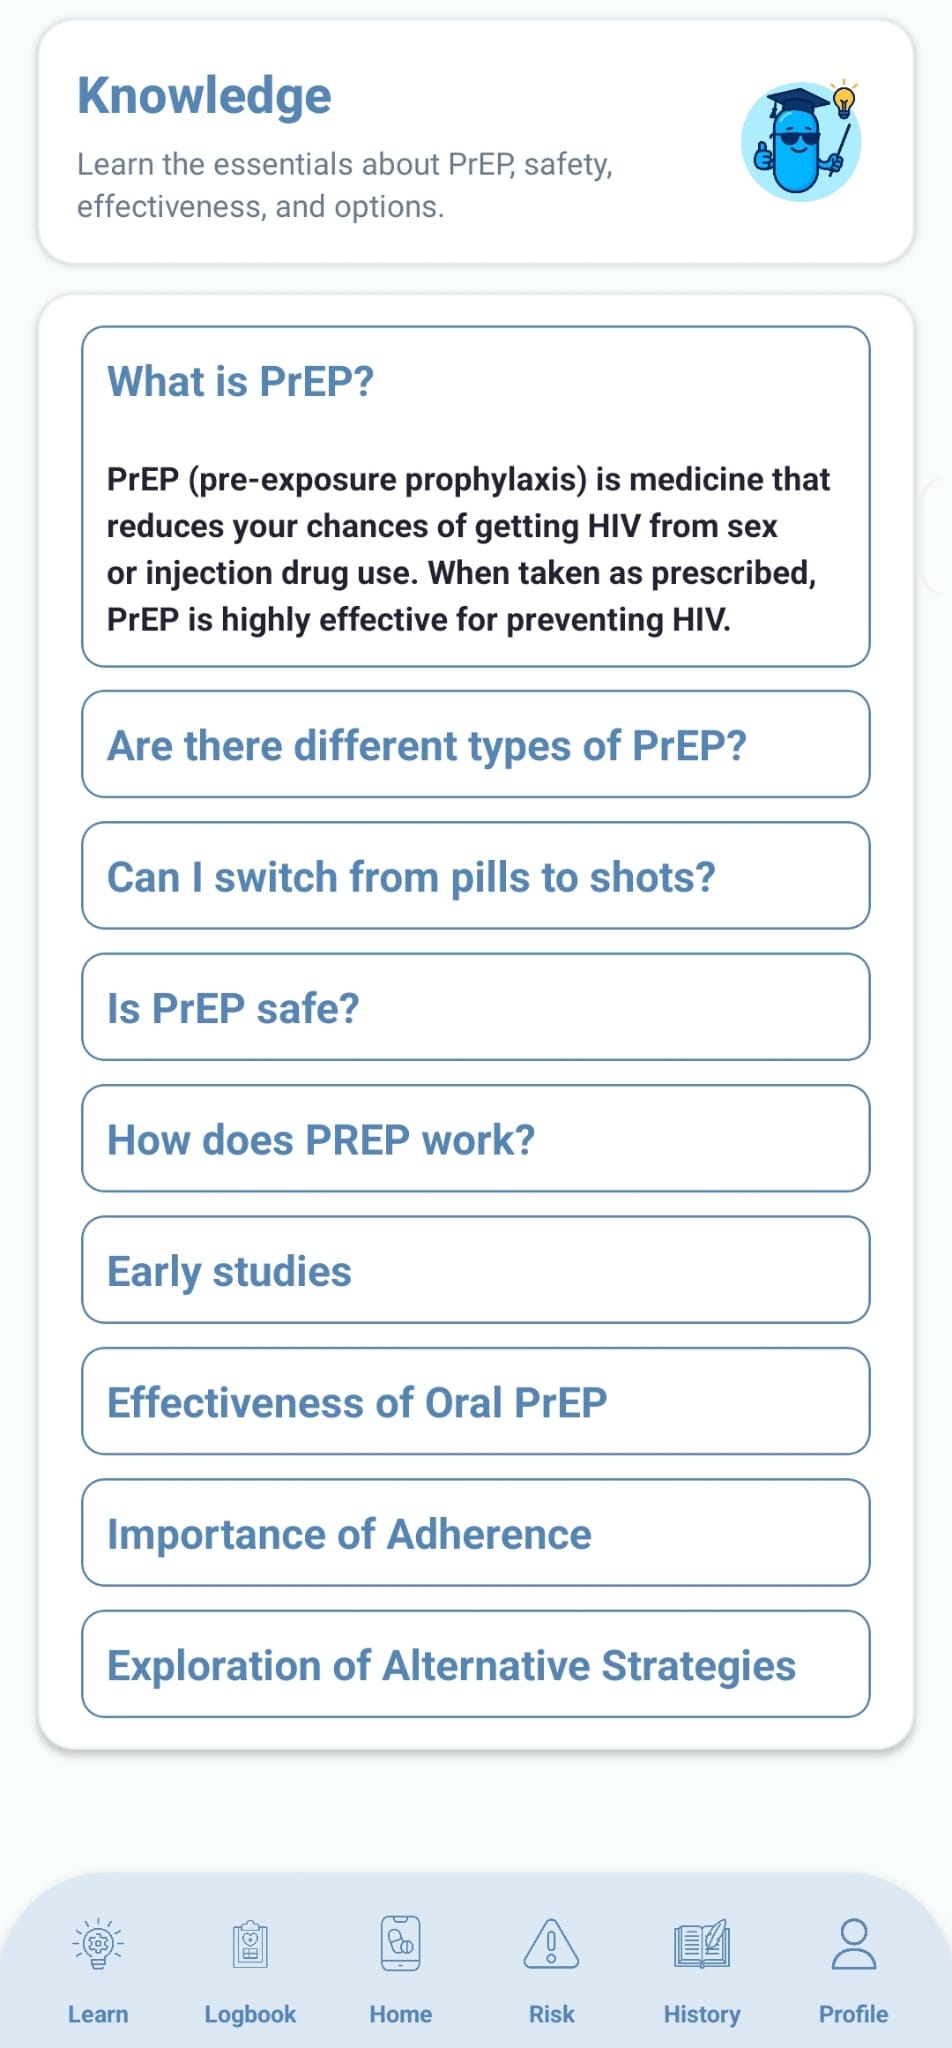 Knowledge
Learn the essentials about PrEP, safety,
effectiveness, and options.
What is PrEP?
PrEP (pre-exposure prophylaxis) is medicine that
reduces your chances of getting HIV from sex
or injection drug use. When taken as prescribed,
PrEP is highly effective for preventing HIV.
Are there different types of PrEP?
Can I switch from pills to shots?
Is PrEP safe?
How does PREP work?
Early studies
Effectiveness of Oral PrEP
Importance of Adherence
Exploration of Alternative Strategies
Learn
Logbook
Home
Risk
History
Profile